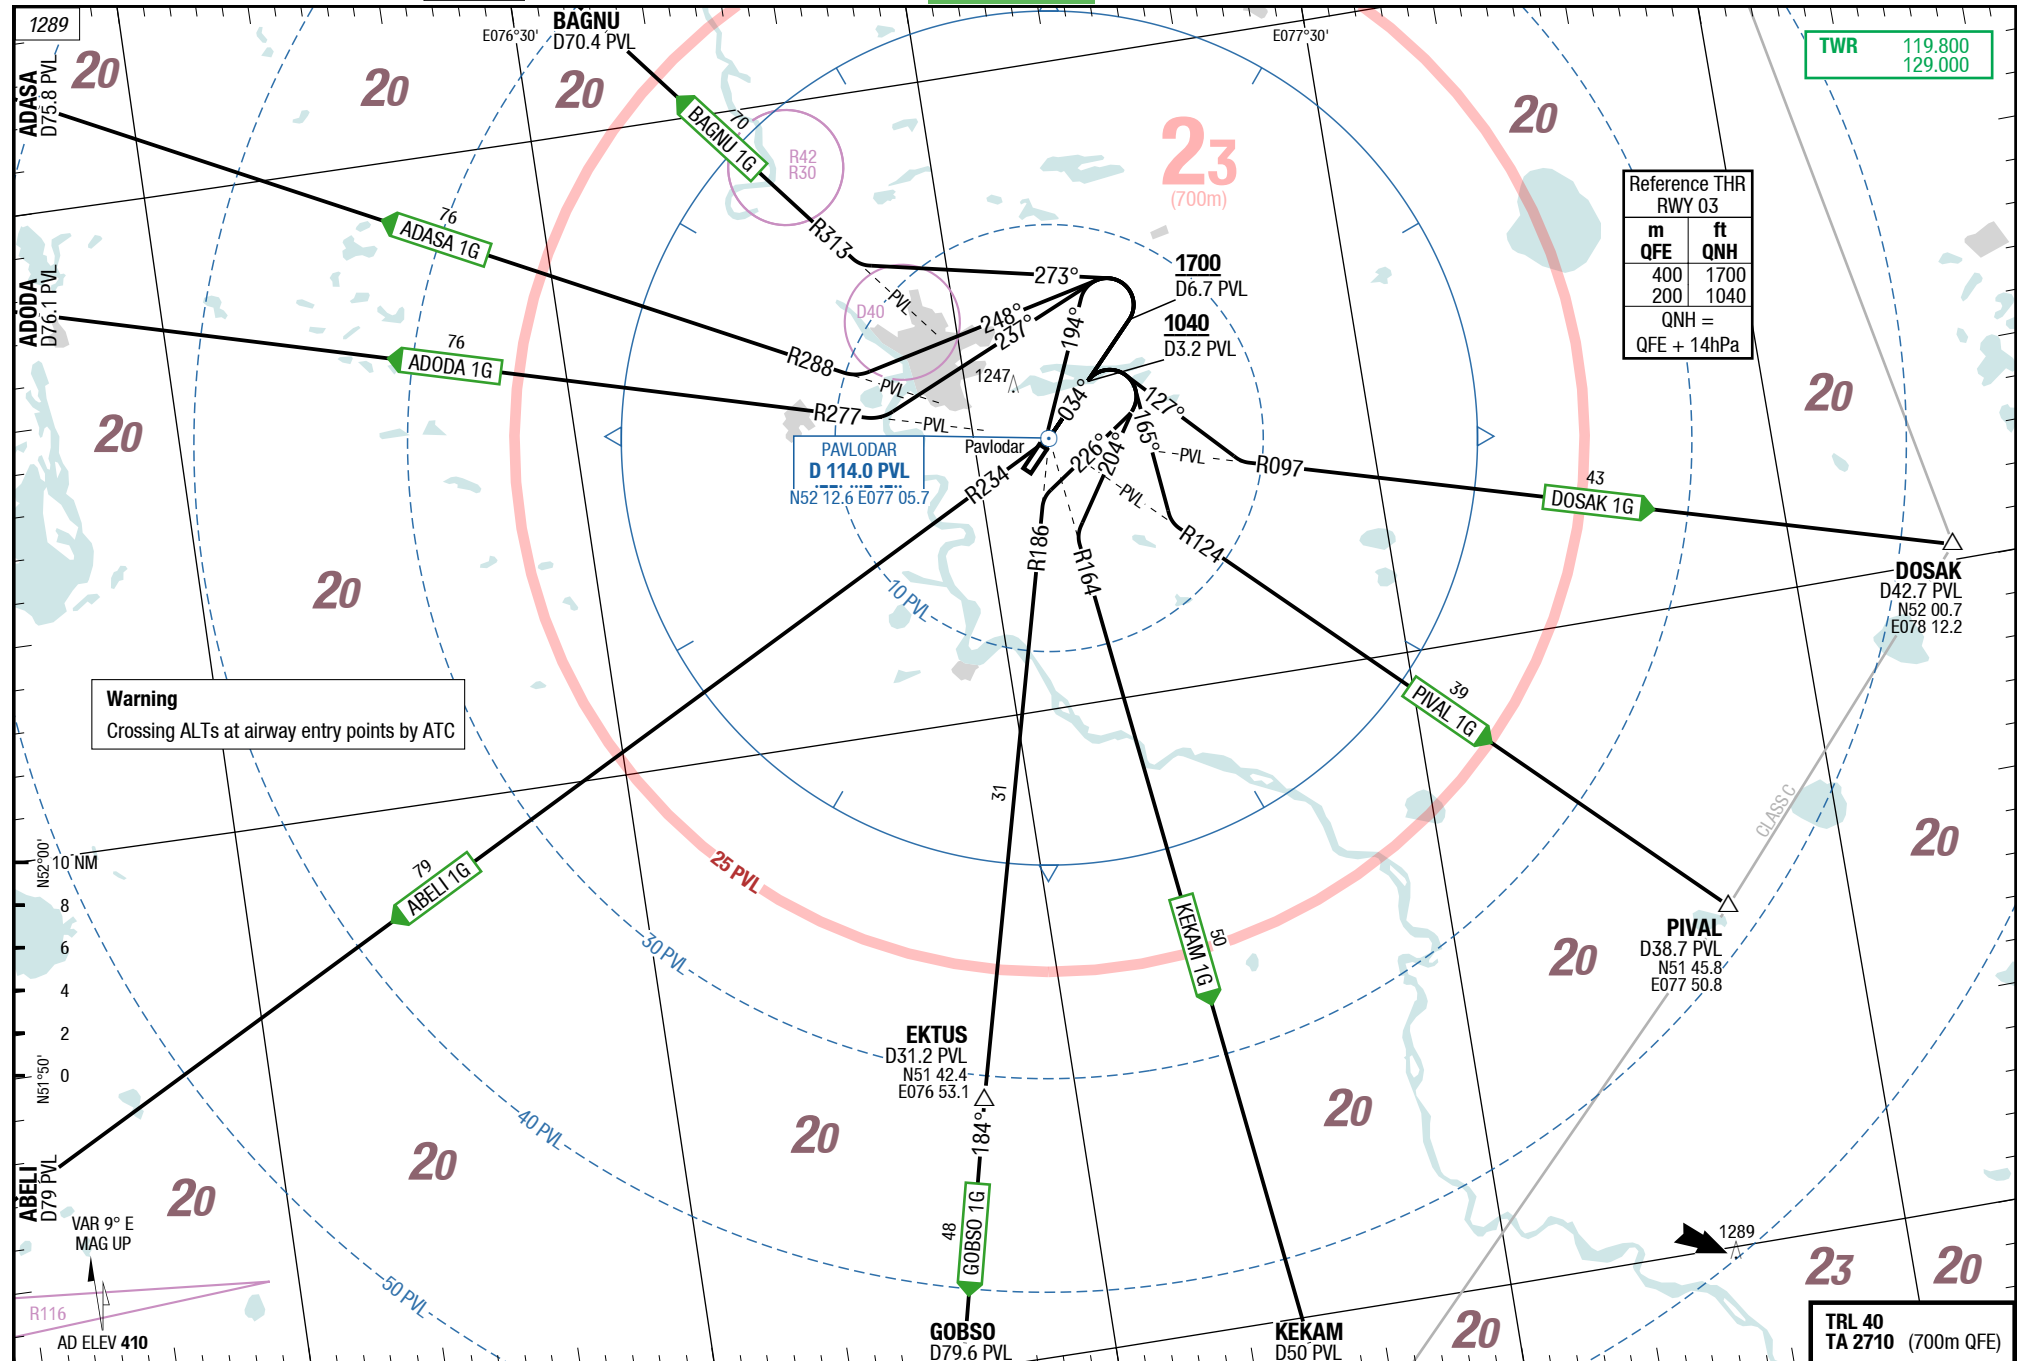 1289
BAGNU
D70.4 PVL
E076°30'
E077°30'
TWR 119.800
129.000
ADASA
D75.8 PVL
20
20
20
20
70
BAGNU 1G
R42
R30
23
(700m)
Reference THR
RWY 03
m ft
QFE QNH
400 1700
200 1040
QNH =
QFE + 14hPa
76
ADASA 1G
R313
273°
1700
D6.7 PVL
ADODA
D76.1 PVL
PVL
D40
248°
237°
194°
1040
D3.2 PVL
76
ADODA 1G
R288
PVL
1247
034°
127°
20
20
R277
PVL
165°
Pavlodar
226°
204°
PVL
R097
43
DOSAK 1G
PAVLODAR
D 114.0 PVL
N52 12.6 E077 05.7
R234
PVL
R186
R164
R124
DOSAK
D42.7 PVL
N52 00.7
E078 12.2
20
10 PVL
Warning
Crossing ALTs at airway entry points by ATC
39
PIVAL 1G
31
CLASS C
20
N52°00'
10 NM
8
6
4
2
0
N51°50'
79
ABELI 1G
25 PVL
30 PVL
50
KEKAM 1G
PIVAL
D38.7 PVL
N51 45.8
E077 50.8
20
EKTUS
D31.2 PVL
N51 42.4
E076 53.1
40 PVL
184°
20
20
20
20
ABELI
D79 PVL
48
GOBSO 1G
1289
VAR 9° E
MAG UP
50 PVL
23
20
R116
AD ELEV 410
GOBSO
D79.6 PVL
KEKAM
D50 PVL
20
TRL 40
TA 2710 (700m QFE)